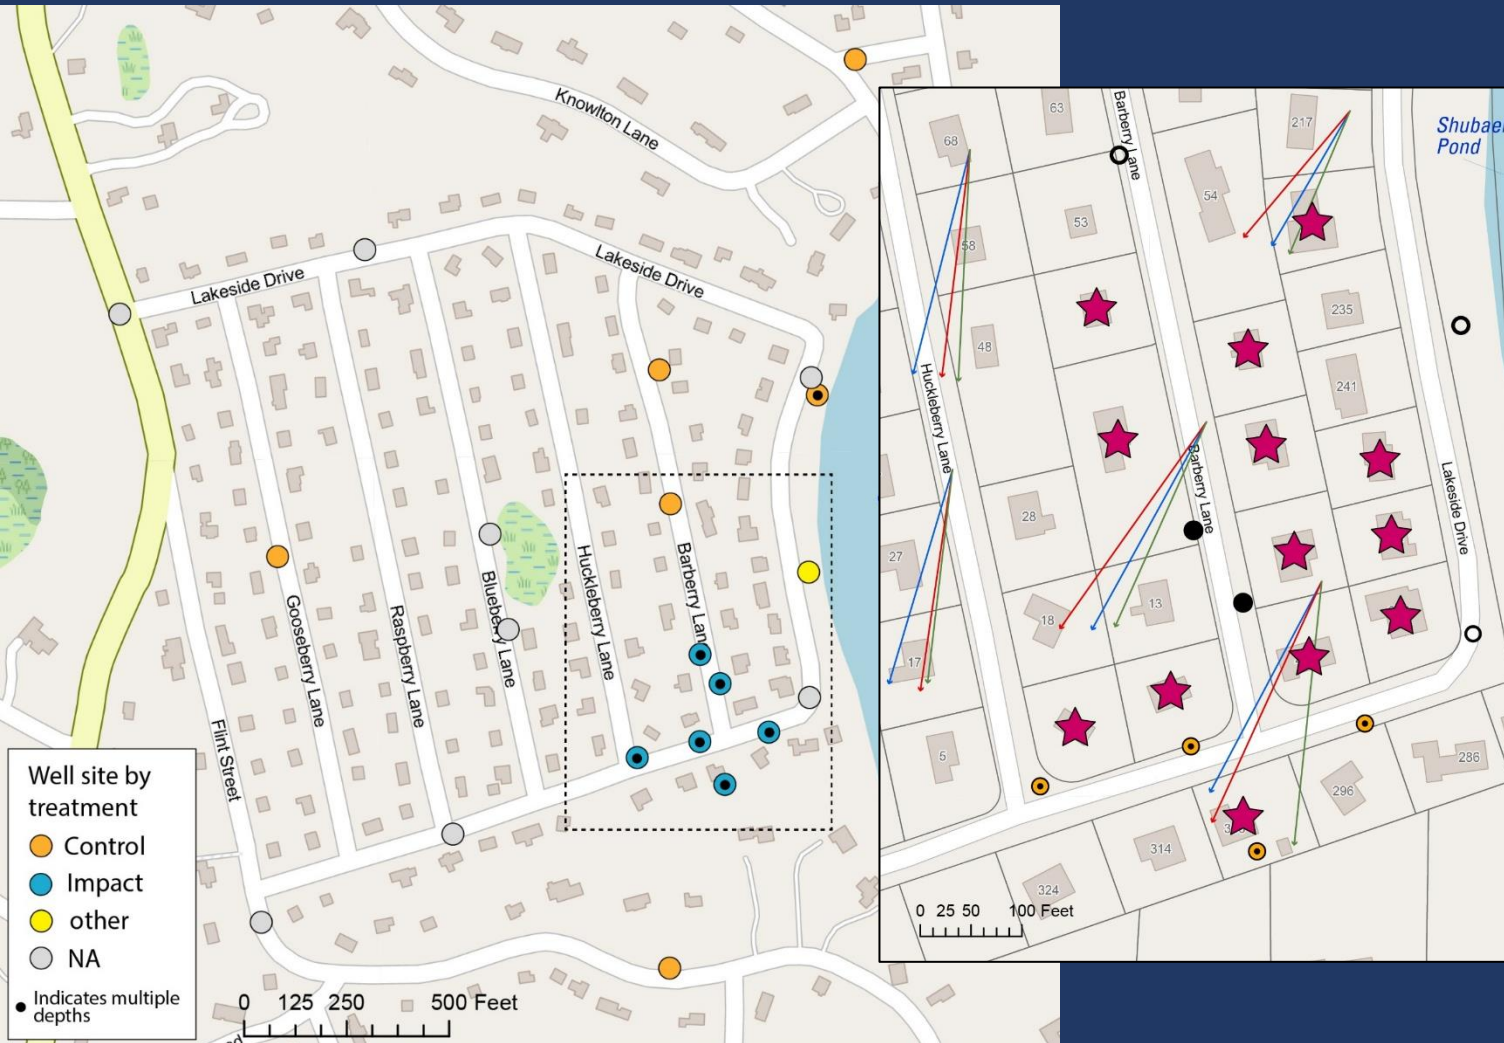 Knowlton Lane
Lakeside Drive
Lakeside Drive
Flint Street
Gooseberry Lane
Raspberry Lane
Blueberry Lane
Huckleberry Lane
Barberry Lane
Well site by
treatment
Control
Impact
other
NA
Indicates multiple
depths
0 125 250 500 Feet
Shubael
Pond
63
68
217
Barberry Lane
54
53
58
235
48
241
Huckleberry Lane
Barberry Lane
Lakeside Drive
28
27
13
18
17
5
286
296
314
324
0 25 50 100 Feet